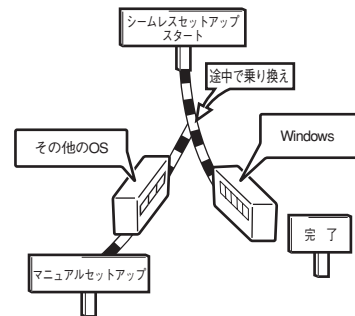 シームレスセットアップ
スタート
途中で乗り換え
その他のOS
Windows
完 了
マニュアルセットアップ